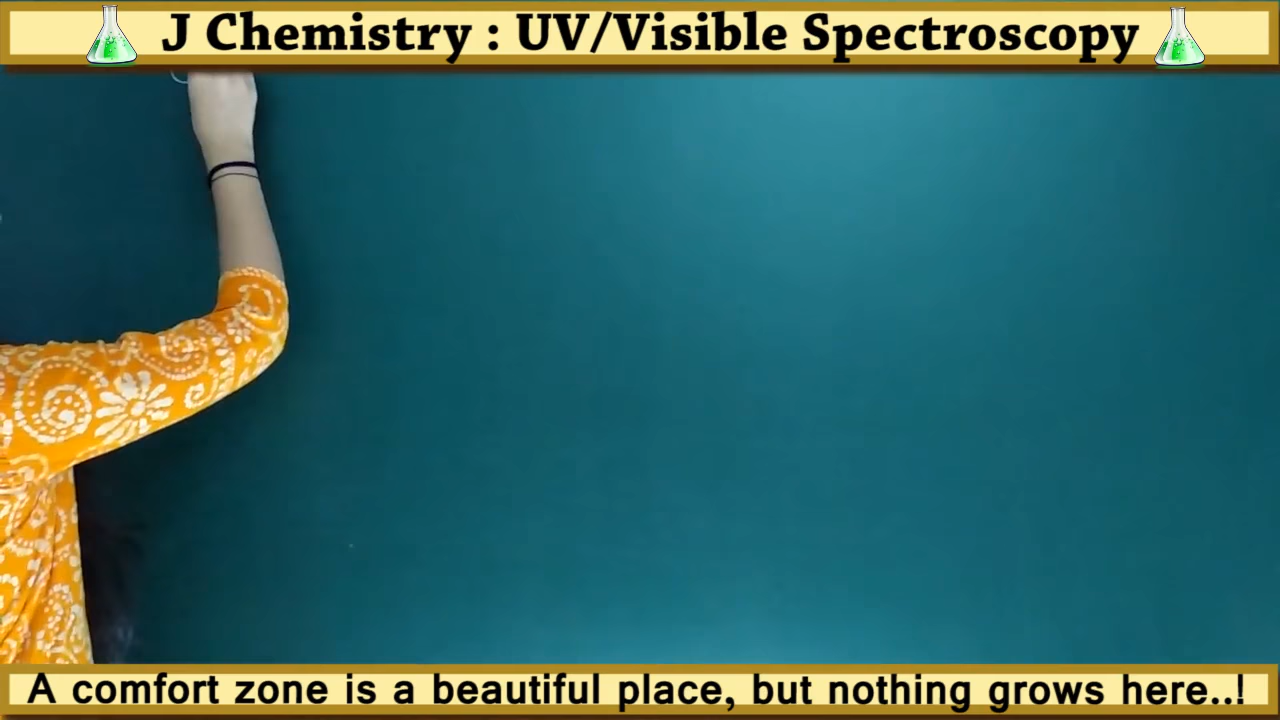 J Chemistry : UV/Visible Spectroscopy
A comfort zone is a beautiful place, but nothing grows here..!